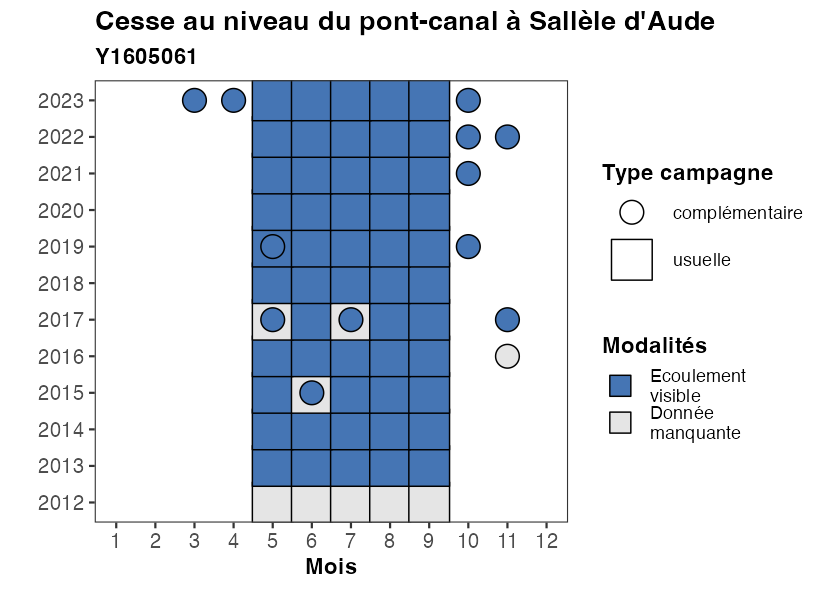 Cesse au niveau du pont-canal à Sallèle d'Aude
Y1605061
2023
2022
2021
2020
2019
2018
2017
2016
2015
2014
2013
2012
1 2 3 4 5 6 7 8 9 10 11 12
Mois
Type campagne
complémentaire
usuelle
Modalités
Ecoulement
visible
Donnée
manquante